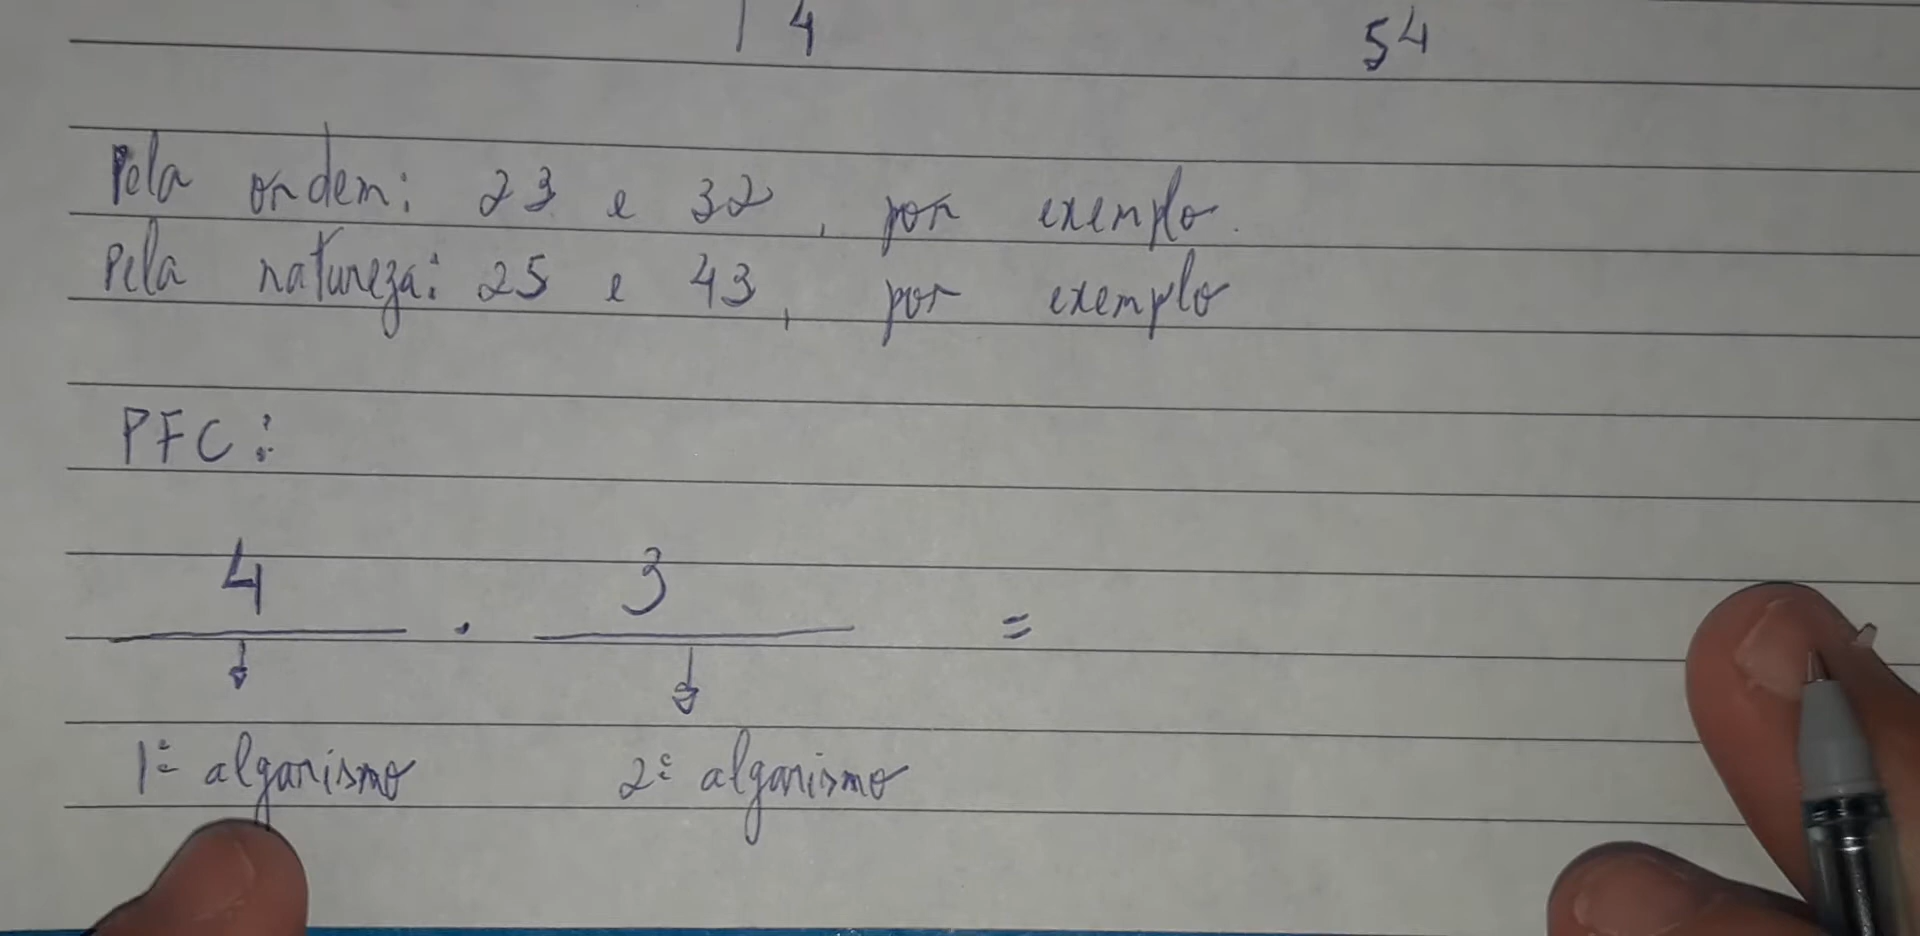 4 54
Pela ordem: 23 e 32, por exemplo.
Pela natureza: 25 e 43, por exemplo
PFC:
4 . 3 =
1º algarismo 2º algarismo